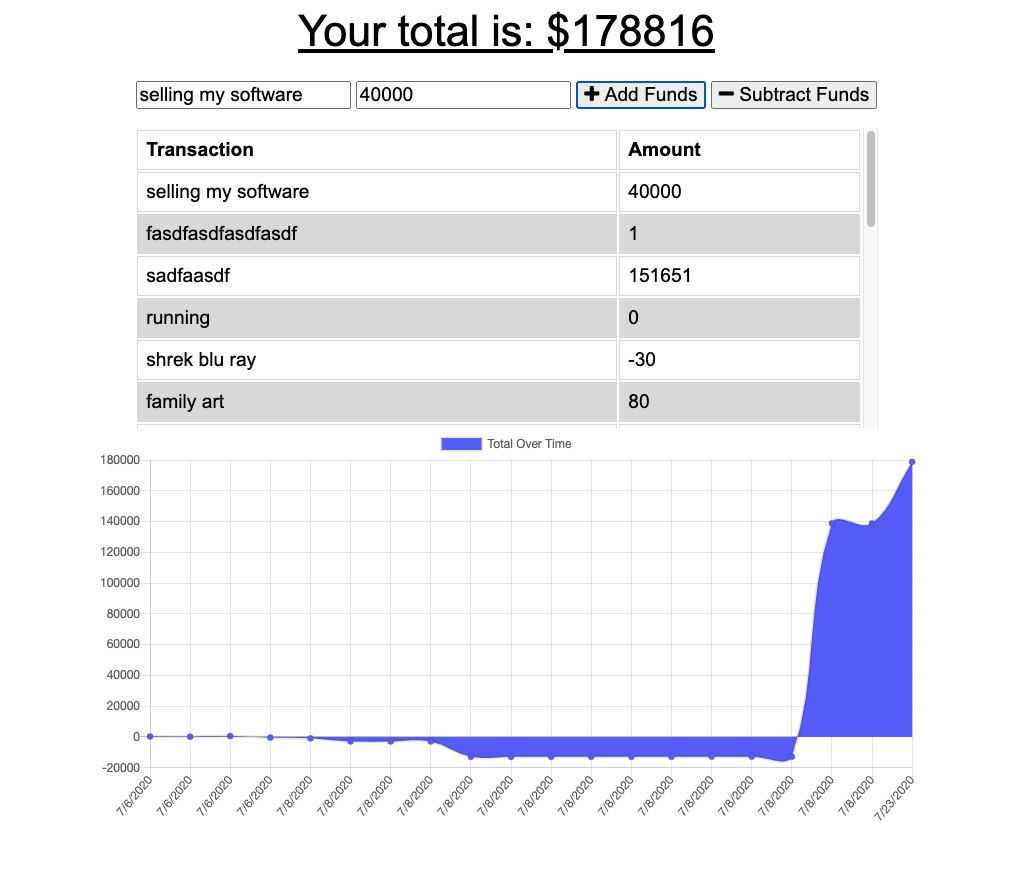 Your total is: $178816
selling my software 40000 Add Funds Subtract Funds
Transaction Amount
selling my software 40000
fasdfasdfasdfasdf 1
sadfaasdf 151651
running 0
shrek blu ray -30
family art 80
Total Over Time
180000
160000
140000
120000
100000
80000
60000
40000
20000
0
-20000
7/6/2020 7/6/2020 7/6/2020 7/6/2020 7/8/2020 7/8/2020 7/8/2020 7/8/2020 7/8/2020 7/8/2020 7/8/2020 7/8/2020 7/8/2020 7/8/2020 7/8/2020 7/8/2020 7/8/2020 7/8/2020 7/8/2020 7/23/2020